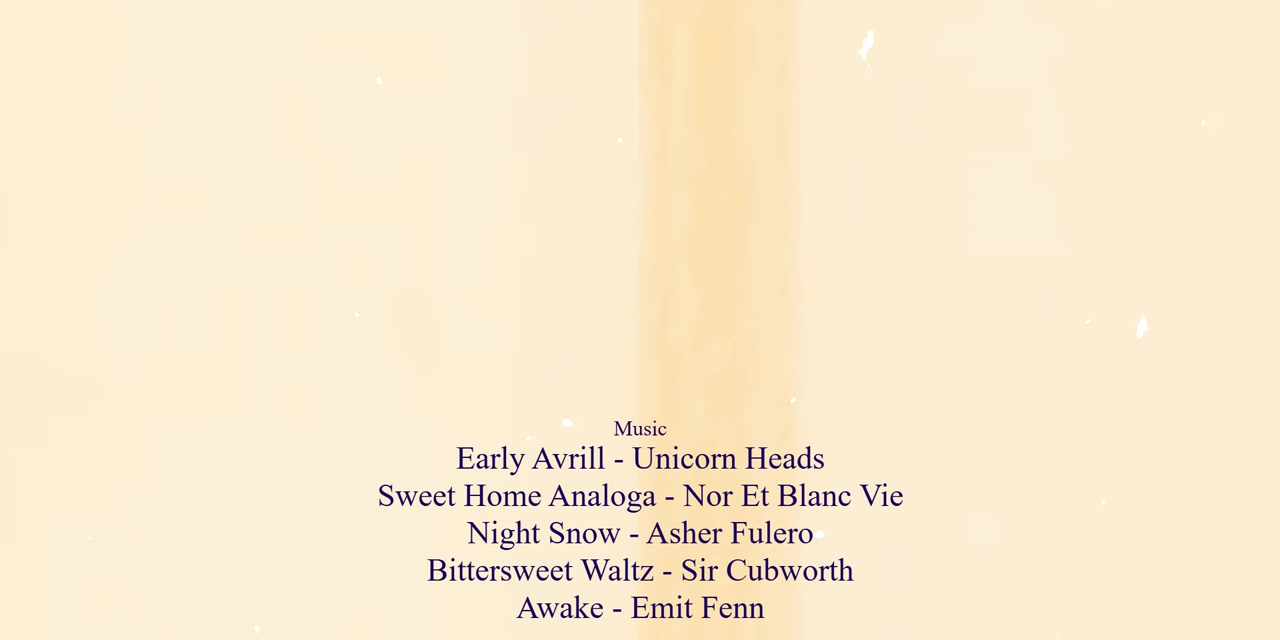 Music
Early Avrill - Unicorn Heads
Sweet Home Analoga - Nor Et Blanc Vie
Night Snow - Asher Fulero
Bittersweet Waltz - Sir Cubworth
Awake - Emit Fenn